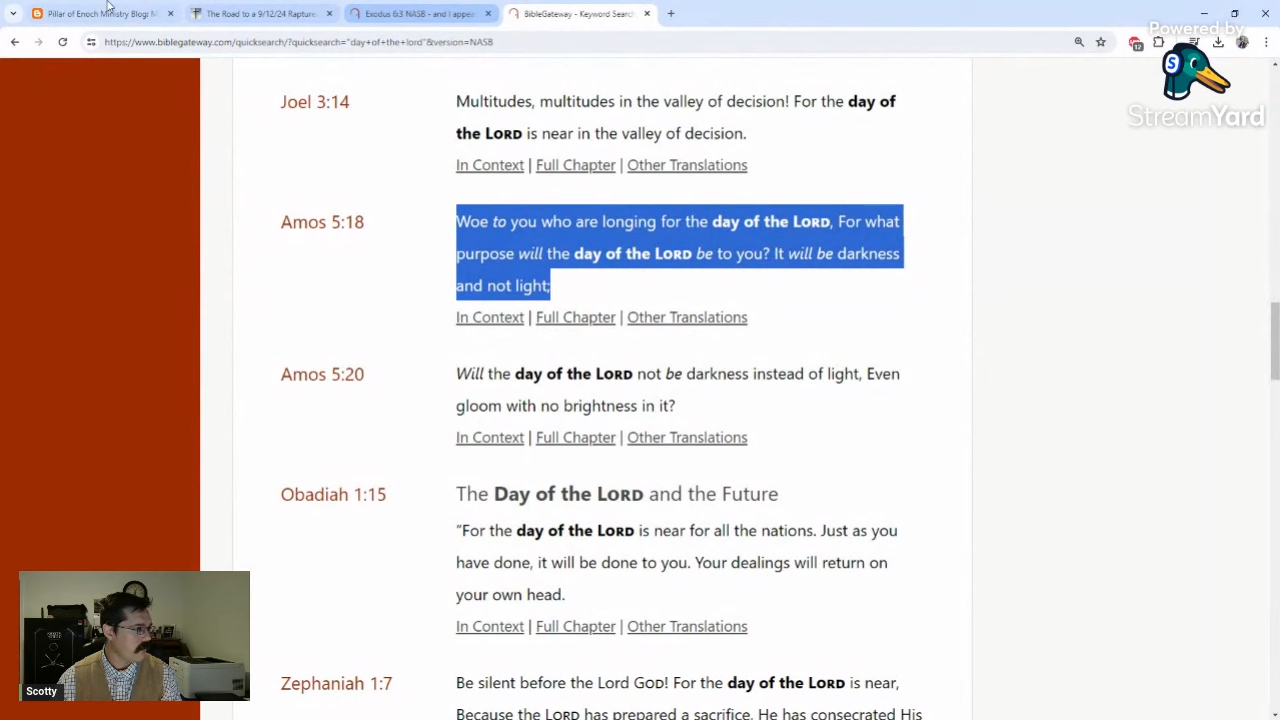 Pillar of Enoch Ministry Blog: M
The Road to a 9/12/24 Rapture
Exodus 6:3 NASB - and I appea
BibleGateway - Keyword Searc
https://www.biblegateway.com/quicksearch/?quicksearch="day+of+the+lord"&version=NASB
12
Powered by
S
StreamYard
Joel 3:14
Multitudes, multitudes in the valley of decision! For the day of
the LORD is near in the valley of decision.
In Context | Full Chapter | Other Translations
Amos 5:18
Woe to you who are longing for the day of the LORD, For what
purpose will the day of the LORD be to you? It will be darkness
and not light;
In Context | Full Chapter | Other Translations
Amos 5:20
Will the day of the LORD not be darkness instead of light, Even
gloom with no brightness in it?
In Context | Full Chapter | Other Translations
Obadiah 1:15
The Day of the LORD and the Future
“For the day of the LORD is near for all the nations. Just as you
have done, it will be done to you. Your dealings will return on
your own head.
In Context | Full Chapter | Other Translations
Zephaniah 1:7
Be silent before the Lord GOD! For the day of the LORD is near,
Because the LORD has prepared a sacrifice, He has consecrated His
Scotty